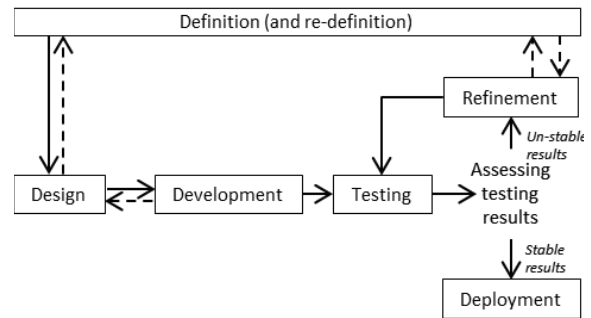 Definition (and re-definition)
Refinement
Un-stable
results
Design
Development
Testing
Assessing
testing
results
Stable
results
Deployment